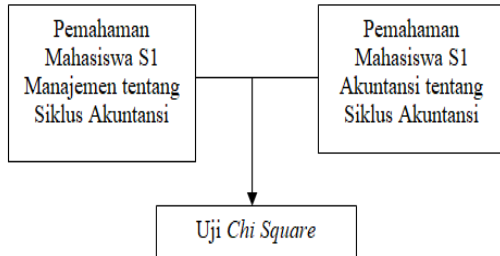 Pemahaman
Mahasiswa S1
Manajemen tentang
Siklus Akuntansi
Pemahaman
Mahasiswa S1
Akuntansi tentang
Siklus Akuntansi
Uji Chi Square